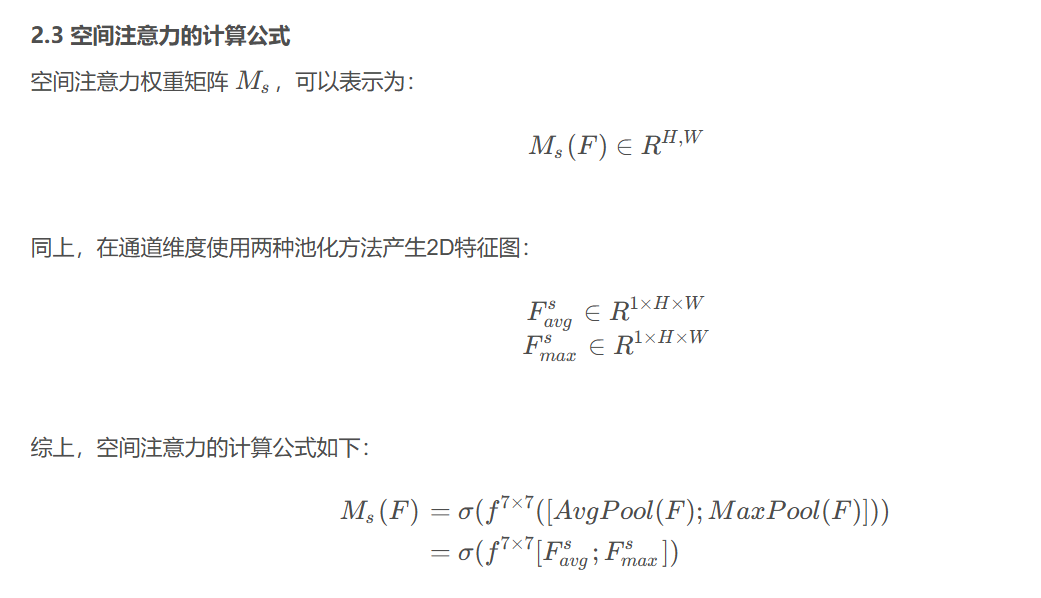 2.3 空间注意力的计算公式
空间注意力权重矩阵 $M_s$ ，可以表示为：
$M_s(F) \in R^{H,W}$
同上，在通道维度使用两种池化方法产生2D特征图：
$F^s_{avg} \in R^{1 \times H \times W}$
$F^s_{max} \in R^{1 \times H \times W}$
综上，空间注意力的计算公式如下：
$M_s(F) = \sigma(f^{7 \times 7}([AvgPool(F); MaxPool(F)]))$
$= \sigma(f^{7 \times 7}[F^s_{avg}; F^s_{max}])$